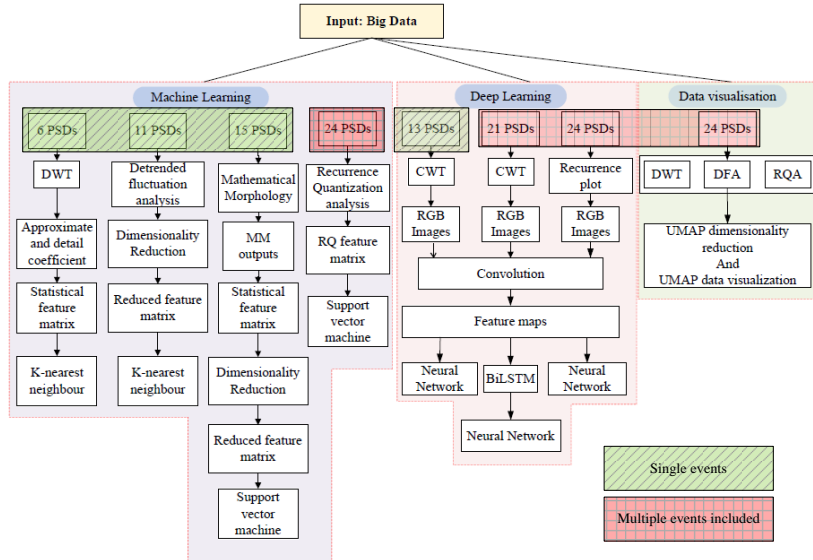 Input: Big Data
Machine Learning
Deep Learning
Data visualisation
6 PSDs
11 PSDs
15 PSDs
24 PSDs
13 PSDs
21 PSDs
24 PSDs
24 PSDs
DWT
Approximate
and detail
coefficient
Statistical
feature
matrix
K-nearest
neighbour
Detrended
fluctuation
analysis
Dimensionality
Reduction
Reduced feature
matrix
K-nearest
neighbour
Mathematical
Morphology
MM
outputs
Statistical
feature matrix
Dimensionality
Reduction
Reduced feature
matrix
Support
vector
machine
Recurrence
Quantization
analysis
RQ feature
matrix
Support
vector
machine
CWT
RGB
Images
CWT
RGB
Images
Recurrence
plot
RGB
Images
Convolution
Feature maps
Neural
Network
BiLSTM
Neural
Network
Neural Network
DWT
DFA
RQA
UMAP dimensionality
reduction
And
UMAP data visualization
Single events
Multiple events included